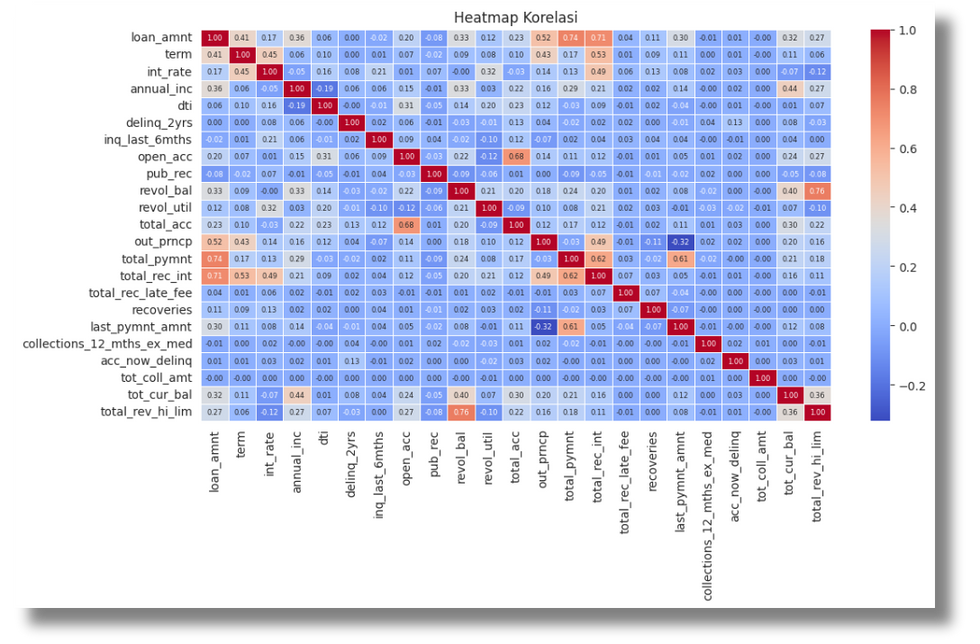 Heatmap Korelasi
loan_amnt 1.00 0.41 0.17 0.36 0.06 0.00 -0.02 0.20 -0.08 0.33 0.12 0.23 0.52 0.74 0.71 0.04 0.11 0.30 -0.01 0.01 -0.00 0.32 0.27
term 0.41 1.00 0.45 0.06 0.10 0.00 0.01 0.07 -0.02 0.09 0.08 0.10 0.43 0.17 0.53 0.01 0.09 0.11 0.00 0.01 -0.00 0.11 0.06
int_rate 0.17 0.45 1.00 -0.05 0.16 0.08 0.21 0.01 0.07 -0.00 0.32 -0.03 0.14 0.13 0.49 0.06 0.13 0.08 0.02 0.03 0.00 -0.07 -0.12
annual_inc 0.36 0.06 -0.05 1.00 -0.19 0.06 0.06 0.15 -0.01 0.33 0.03 0.22 0.16 0.29 0.21 0.02 0.02 0.14 -0.00 0.02 0.00 0.44 0.27
dti 0.06 0.10 0.16 -0.19 1.00 -0.00 -0.01 0.31 -0.05 0.14 0.20 0.23 0.12 -0.03 0.09 -0.01 0.02 -0.04 -0.00 0.01 -0.00 0.01 0.07
delinq_2yrs 0.00 0.00 0.08 0.06 -0.00 1.00 0.02 0.06 -0.01 -0.03 -0.01 0.13 0.04 -0.02 0.02 0.02 0.00 -0.01 0.04 0.13 0.00 0.08 -0.03
inq_last_6mths -0.02 0.01 0.21 0.06 -0.01 0.02 1.00 0.09 0.04 -0.02 -0.10 0.12 -0.07 0.02 0.04 0.03 0.04 0.04 0.00 -0.00 -0.01 0.04 0.00
open_acc 0.20 0.07 0.01 0.15 0.31 0.06 0.09 1.00 -0.03 0.22 -0.12 0.68 0.14 0.11 0.12 -0.01 0.01 0.05 0.01 0.02 0.00 0.24 0.27
pub_rec -0.08 -0.02 0.07 -0.01 -0.05 -0.01 0.04 -0.03 1.00 -0.09 -0.06 0.01 0.00 -0.09 -0.05 -0.01 -0.01 -0.02 0.02 0.00 0.00 -0.05 -0.08
revol_bal 0.33 0.09 -0.00 0.33 0.14 -0.03 -0.02 0.22 -0.09 1.00 0.21 0.20 0.18 0.24 0.20 0.01 0.02 0.08 -0.02 0.00 -0.00 0.40 0.76
revol_util 0.12 0.08 0.32 0.03 0.20 -0.01 -0.10 -0.12 -0.06 0.21 1.00 -0.09 0.10 0.08 0.21 0.02 0.03 -0.01 -0.03 -0.02 -0.01 0.07 -0.10
total_acc 0.23 0.10 -0.03 0.22 0.23 0.13 0.12 0.68 0.01 0.20 -0.09 1.00 0.12 0.17 0.12 -0.01 0.01 0.11 0.01 0.02 0.00 0.30 0.22
out_prncp 0.52 0.43 0.14 0.16 0.12 0.04 -0.07 0.14 0.00 0.18 0.10 0.12 1.00 -0.03 0.49 -0.01 -0.11 -0.32 0.02 0.02 -0.00 0.20 0.16
total_pymnt 0.74 0.17 0.13 0.29 -0.03 -0.02 0.02 0.11 -0.09 0.24 0.08 0.17 -0.03 1.00 0.62 0.03 -0.00 0.61 -0.02 -0.00 0.00 0.21 0.18
total_rec_int 0.71 0.53 0.49 0.21 0.09 0.02 0.04 0.12 -0.05 0.20 0.21 0.12 0.49 0.62 1.00 0.07 0.03 0.05 0.01 0.01 -0.00 0.16 0.11
total_rec_late_fee 0.04 0.01 0.06 0.02 -0.01 0.02 0.03 -0.01 -0.01 0.01 0.02 -0.01 -0.01 0.03 0.07 1.00 0.07 -0.04 -0.00 0.00 -0.00 0.00 -0.01
recoveries 0.11 0.09 0.13 0.02 0.02 0.00 0.04 0.01 -0.01 0.02 0.03 0.01 -0.11 -0.00 0.03 0.07 1.00 -0.07 -0.00 -0.00 -0.00 0.00 0.00
last_pymnt_amnt 0.30 0.11 0.08 0.14 -0.04 -0.01 0.04 0.05 -0.02 0.08 -0.01 0.11 -0.32 0.61 0.05 -0.04 -0.07 1.00 -0.00 -0.00 -0.00 0.12 0.08
collections_12_mths_ex_med -0.01 0.00 0.02 -0.00 -0.00 0.04 0.00 0.01 0.02 -0.02 -0.03 0.01 0.02 -0.02 0.01 -0.00 -0.00 -0.00 1.00 0.02 0.00 -0.00 -0.01
acc_now_delinq 0.01 0.01 0.03 0.02 0.01 0.13 -0.00 0.02 0.00 0.00 -0.02 0.02 0.02 -0.00 0.01 0.00 -0.00 -0.00 0.02 1.00 0.00 0.03 0.01
tot_coll_amt -0.00 -0.00 0.00 0.00 -0.00 0.00 -0.01 0.00 0.00 -0.00 -0.01 0.00 -0.00 0.00 -0.00 -0.00 -0.00 -0.00 0.00 0.00 1.00 0.00 0.00
tot_cur_bal 0.32 0.11 -0.07 0.44 0.01 0.08 0.04 0.24 -0.05 0.40 0.07 0.30 0.20 0.21 0.16 0.00 0.00 0.12 -0.00 0.03 0.00 1.00 0.36
total_rev_hi_lim 0.27 0.06 -0.12 0.27 0.07 -0.03 0.00 0.27 -0.08 0.76 -0.10 0.22 0.16 0.18 0.11 -0.01 0.00 0.08 -0.01 0.01 0.00 0.36 1.00
loan_amnt
term
int_rate
annual_inc
dti
delinq_2yrs
inq_last_6mths
open_acc
pub_rec
revol_bal
revol_util
total_acc
out_prncp
total_pymnt
total_rec_int
total_rec_late_fee
recoveries
last_pymnt_amnt
collections_12_mths_ex_med
acc_now_delinq
tot_coll_amt
tot_cur_bal
total_rev_hi_lim
1.0
0.8
0.6
0.4
0.2
0.0
−0.2